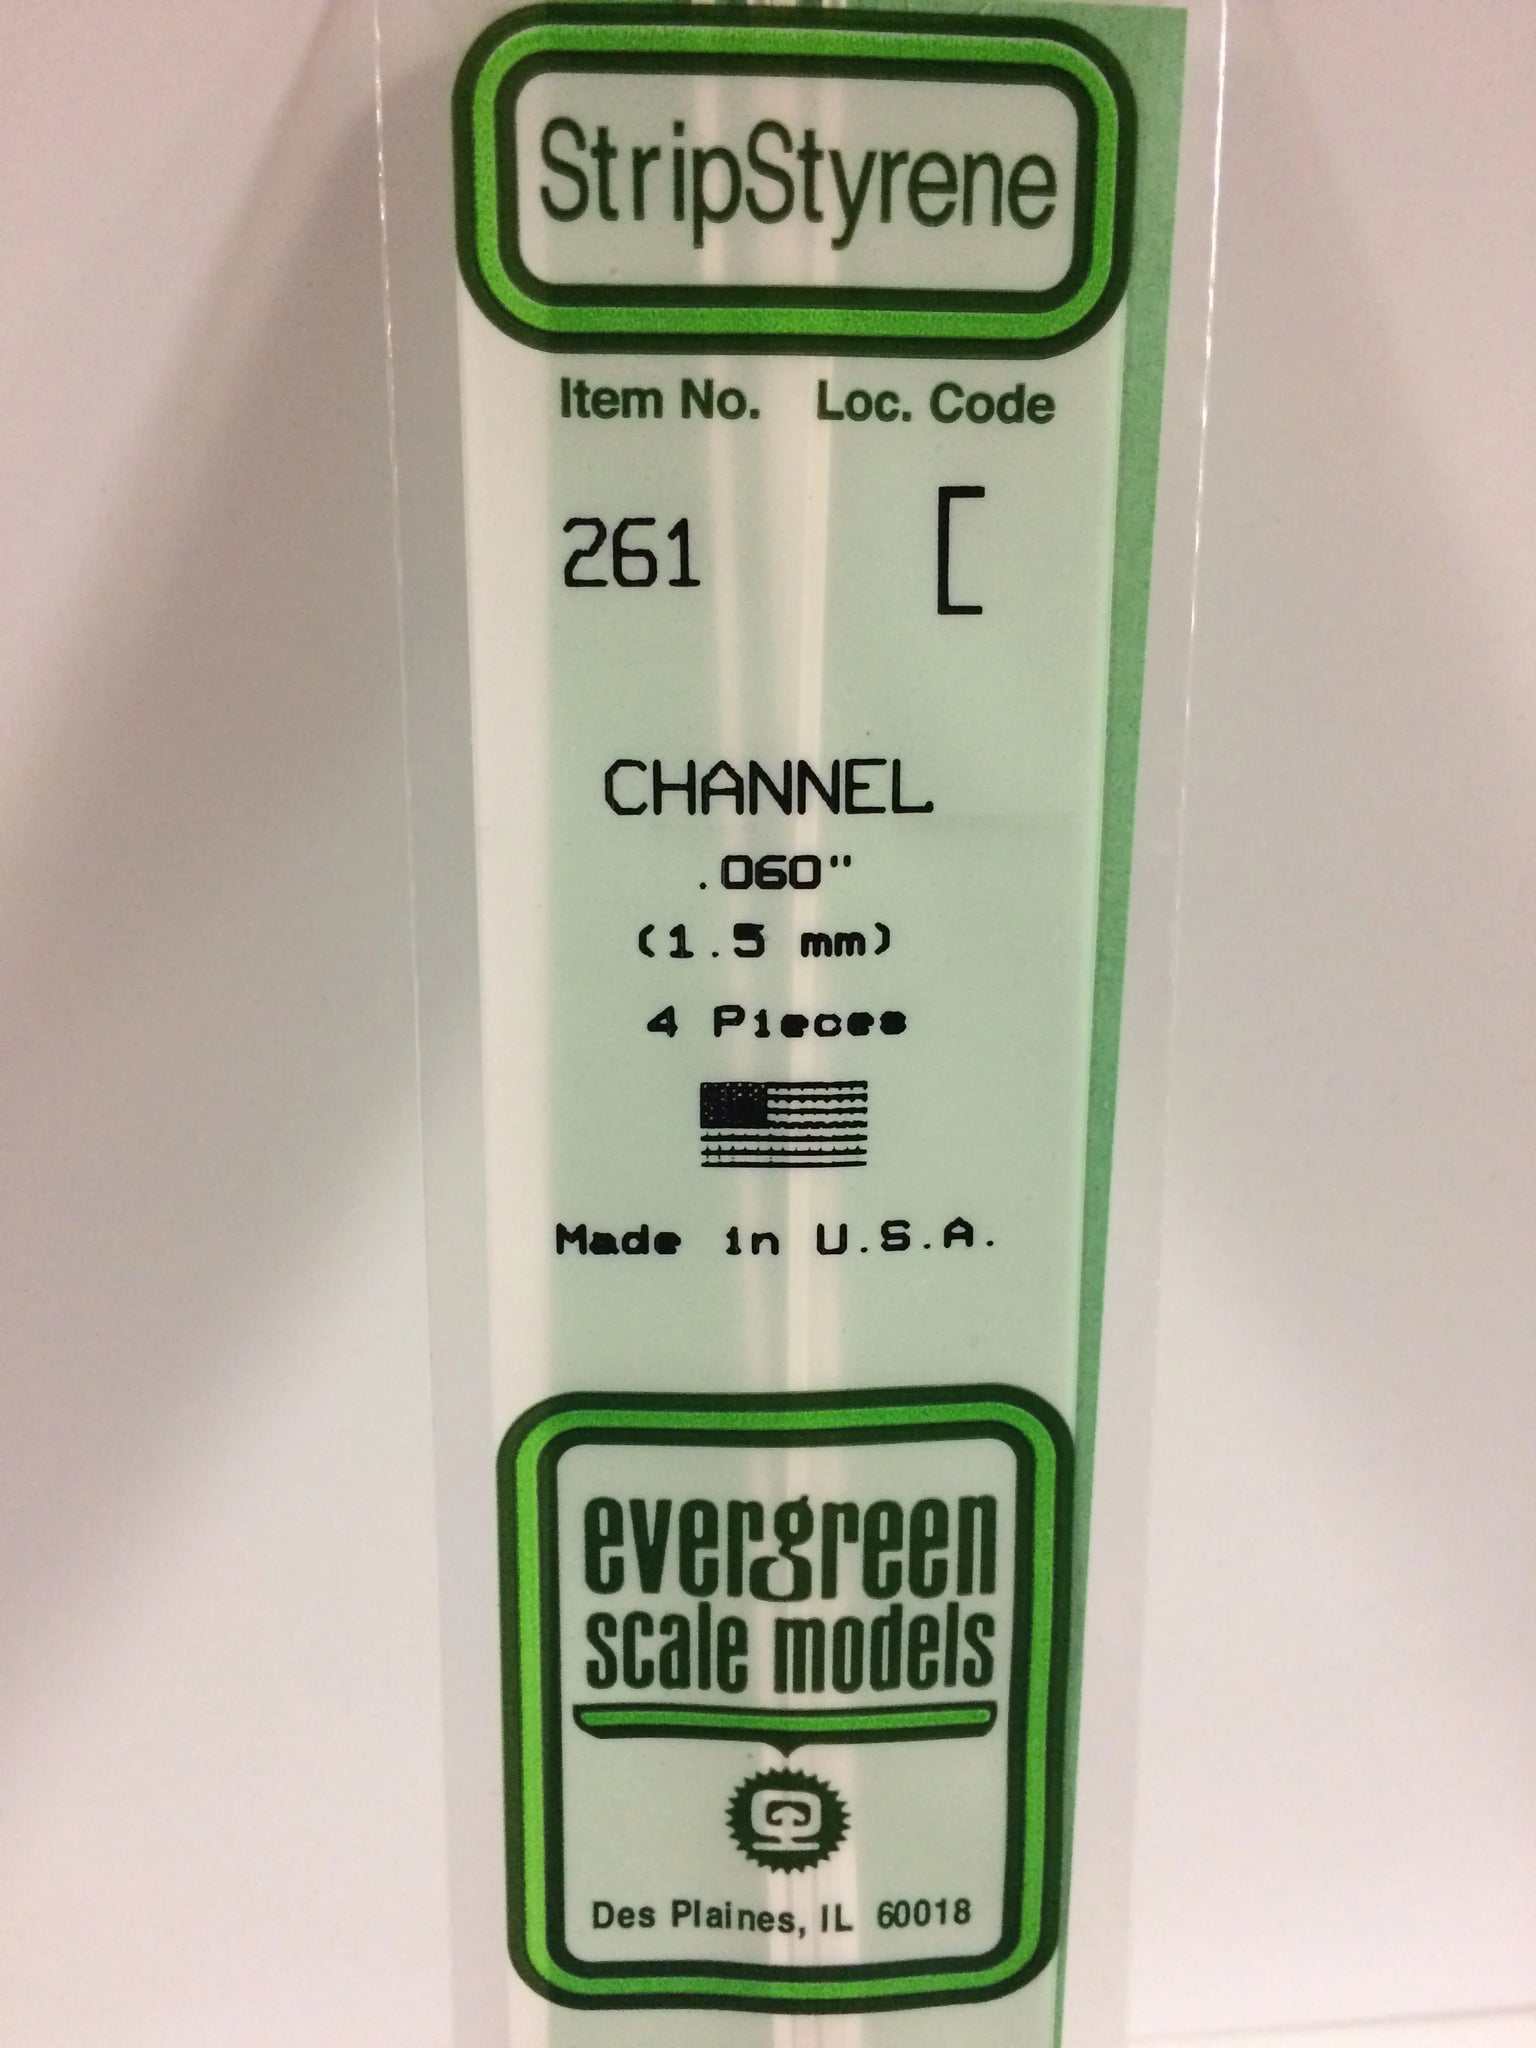 StripStyrene
Item No. Loc. Code
261 [
CHANNEL
.060"
(1.5 mm)
4 Pieces
Made in U.S.A.
evergreen
scale models
Des Plaines, IL 60018